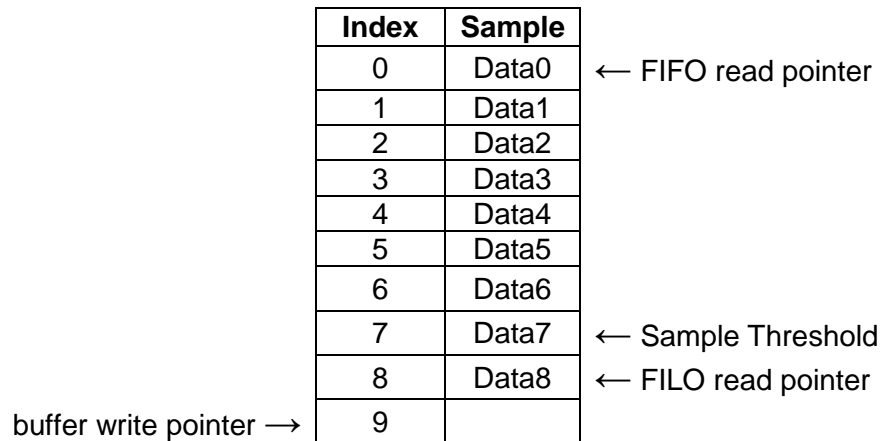 Index Sample
0 Data0 ← FIFO read pointer
1 Data1
2 Data2
3 Data3
4 Data4
5 Data5
6 Data6
7 Data7 ← Sample Threshold
8 Data8 ← FILO read pointer
buffer write pointer → 9